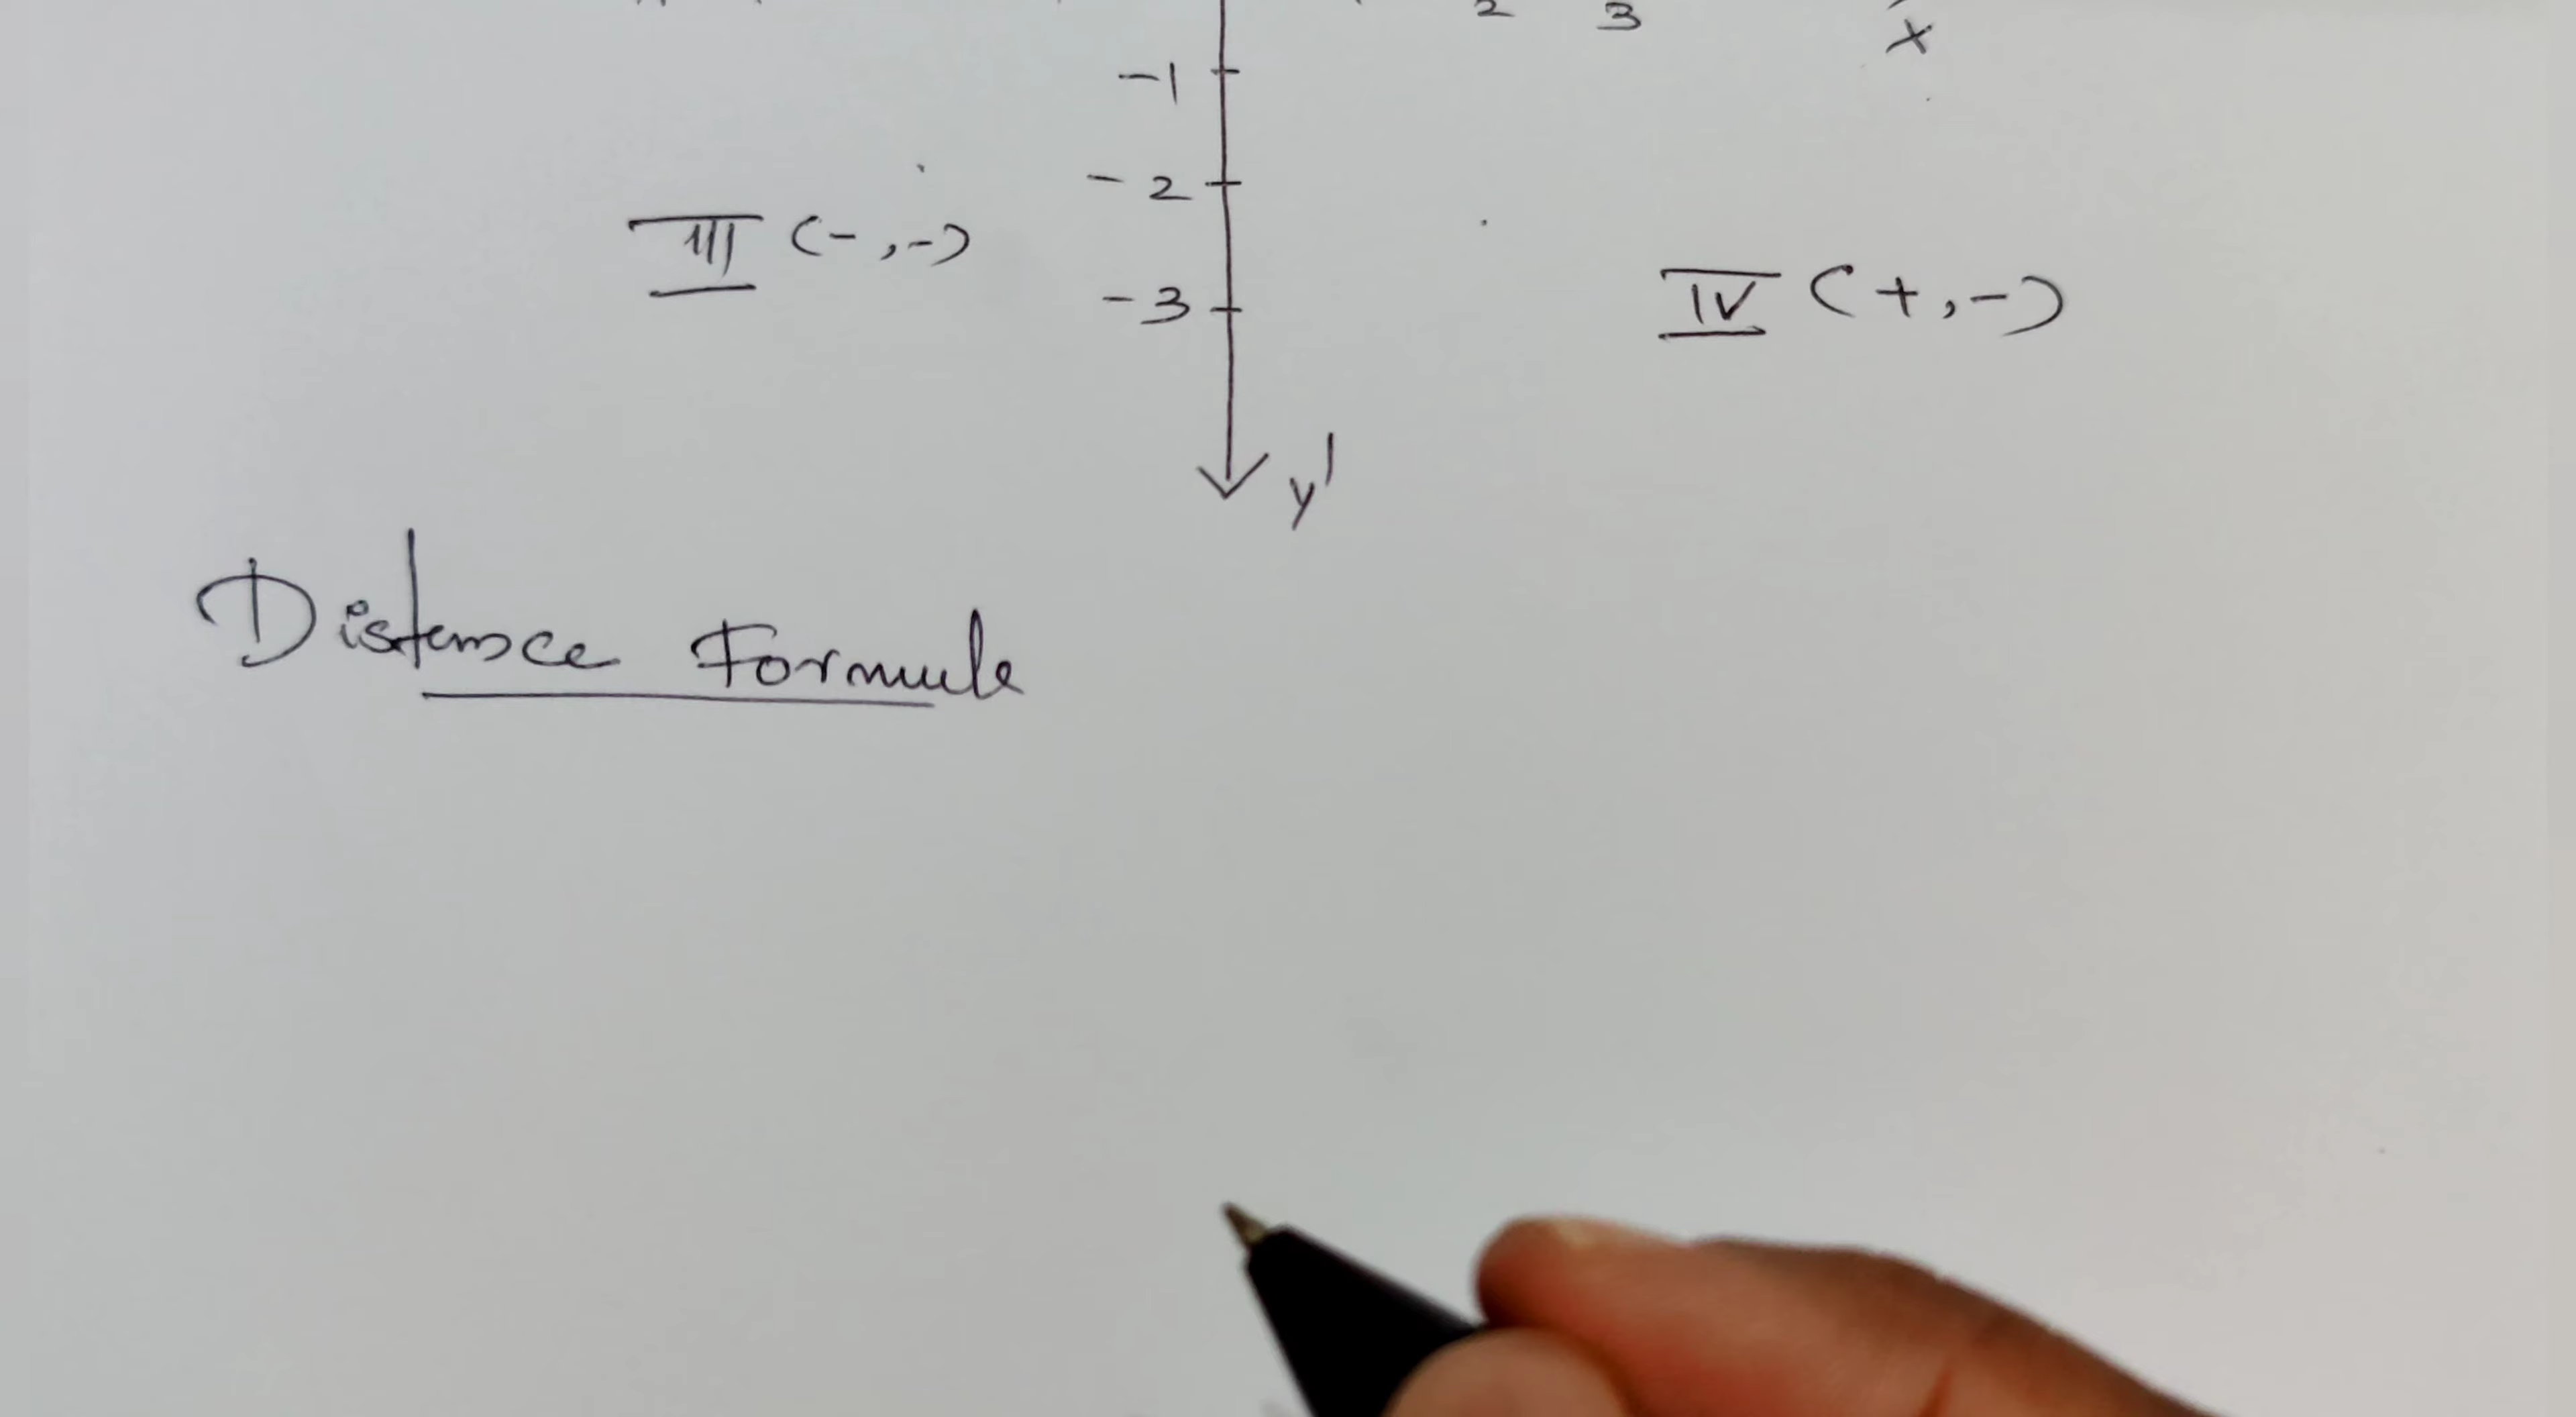 2 3
x
-1
-2
III (-,-)
-3
IV (+,-)
y'
Distance Formula